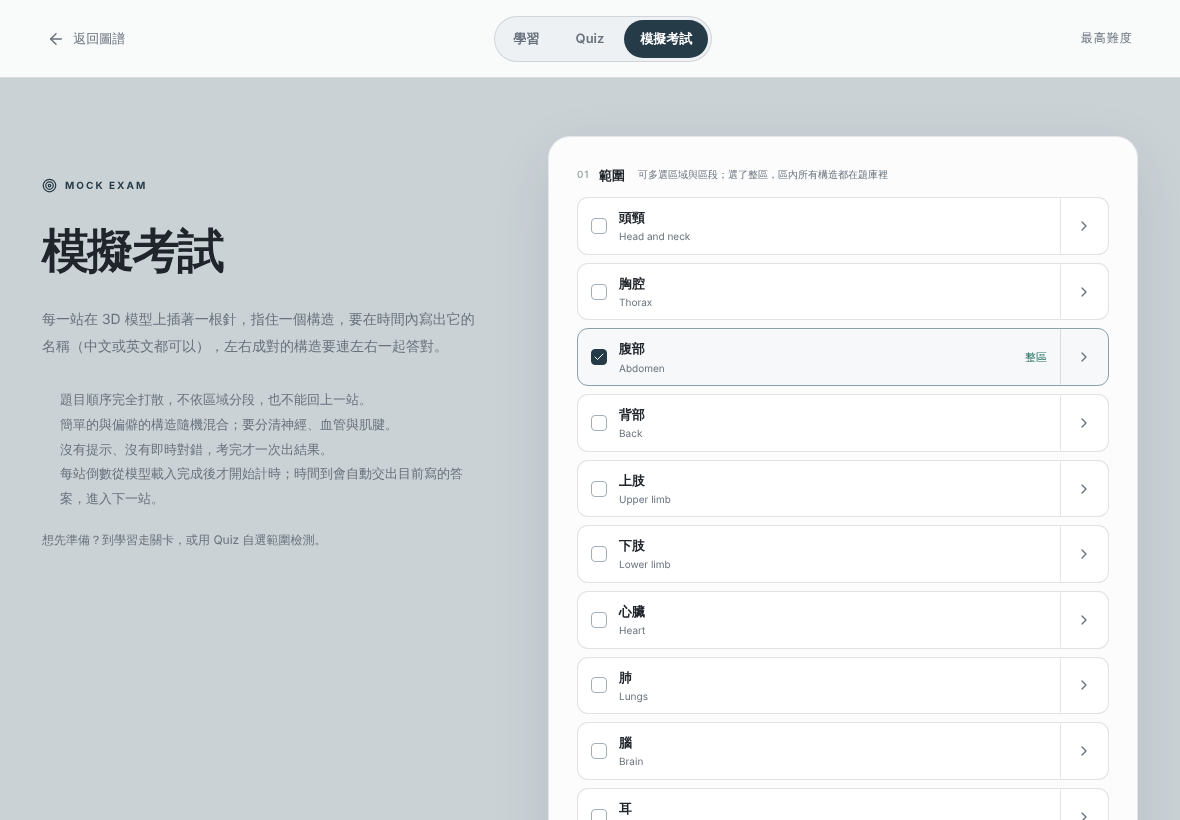 返回圖譜
學習
Quiz
模擬考試
最高難度
MOCK EXAM
模擬考試
每一站在 3D 模型上插著一根針，指住一個構造，要在時間內寫出它的
名稱（中文或英文都可以），左右成對的構造要連左右一起答對。
題目順序完全打散，不依區域分段，也不能回上一站。
簡單的與偏僻的構造隨機混合；要分清神經、血管與肌腱。
沒有提示、沒有即時對錯，考完才一次出結果。
每站倒數從模型載入完成後才開始計時；時間到會自動交出目前寫的答
案，進入下一站。
想先準備？到學習走關卡，或用 Quiz 自選範圍檢測。
01 範圍 可多選區域與區段；選了整區，區內所有構造都在題庫裡
頭頸
Head and neck
胸腔
Thorax
腹部
Abdomen
整區
背部
Back
上肢
Upper limb
下肢
Lower limb
心臟
Heart
肺
Lungs
腦
Brain
耳